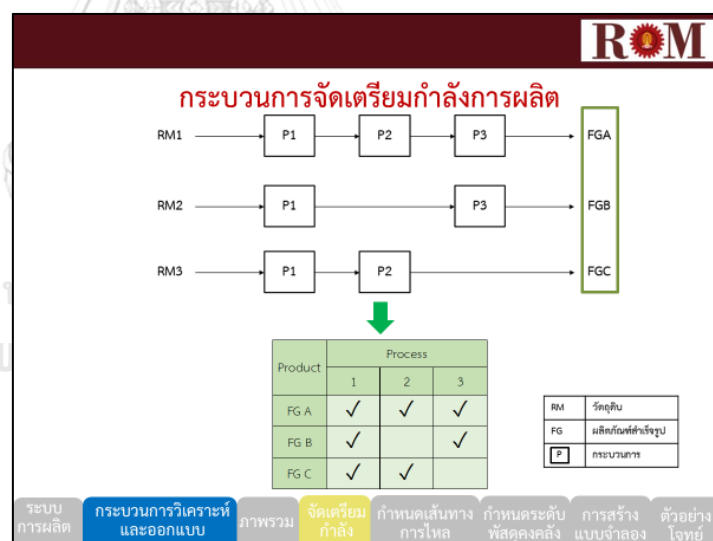 ROM
กระบวนการจัดเตรียมกำลังการผลิต
RM1 P1 P2 P3 FGA
RM2 P1 P3 FGB
RM3 P1 P2 FGC
Product Process
1 2 3
FG A ✓ ✓ ✓
FG B ✓ ✓
FG C ✓ ✓
RM วัตถุดิบ
FG ผลิตภัณฑ์สำเร็จรูป
P กระบวนการ
ระบบ
การผลิต
กระบวนการวิเคราะห์
และออกแบบ
ภาพรวม
จัดเตรียม
กำลัง
กำหนดเส้นทาง
การไหล
กำหนดระดับ
พัสดุคงคลัง
การสร้าง
แบบจำลอง
ตัวอย่าง
โจทย์